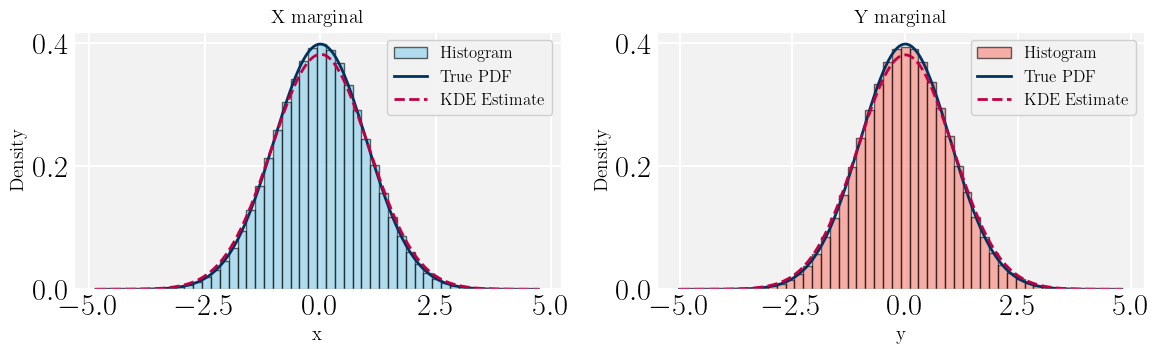 X marginal
Histogram
True PDF
KDE Estimate
Density
0.4
0.2
0.0
−5.0 −2.5 0.0 2.5 5.0
x
Y marginal
Histogram
True PDF
KDE Estimate
Density
0.4
0.2
0.0
−5.0 −2.5 0.0 2.5 5.0
y